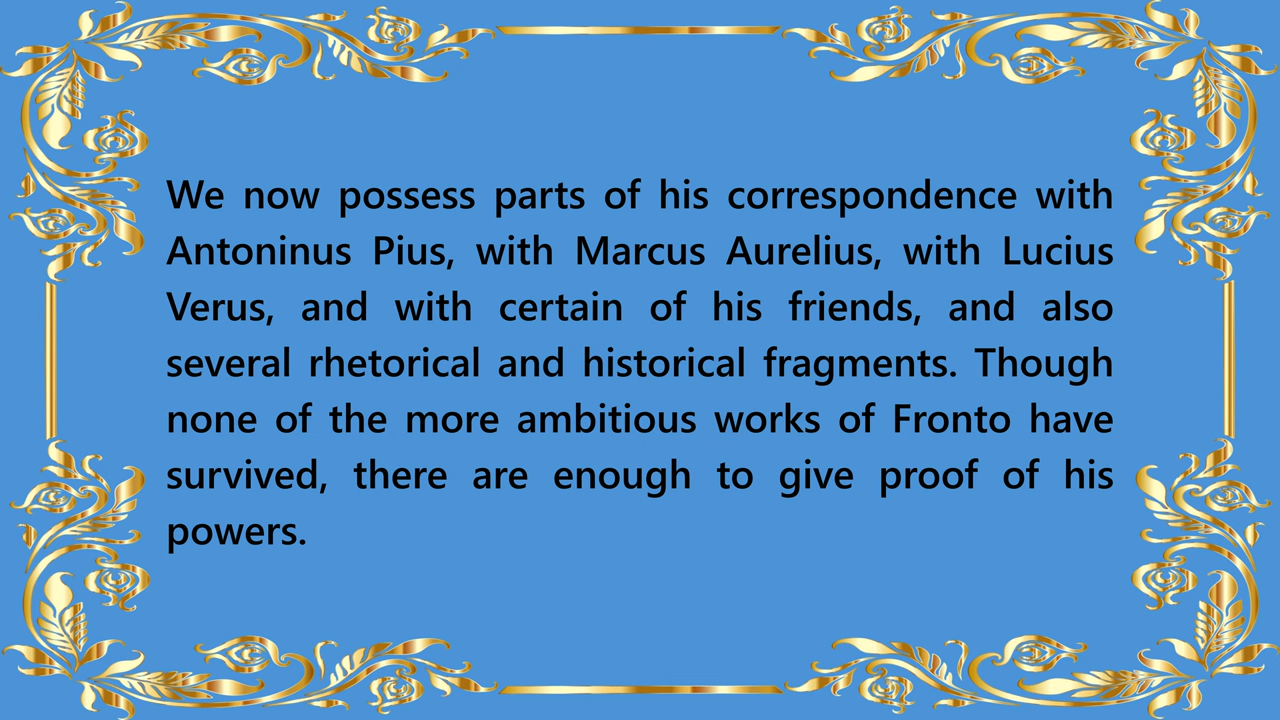 We now possess parts of his correspondence with
Antoninus Pius, with Marcus Aurelius, with Lucius
Verus, and with certain of his friends, and also
several rhetorical and historical fragments. Though
none of the more ambitious works of Fronto have
survived, there are enough to give proof of his
powers.